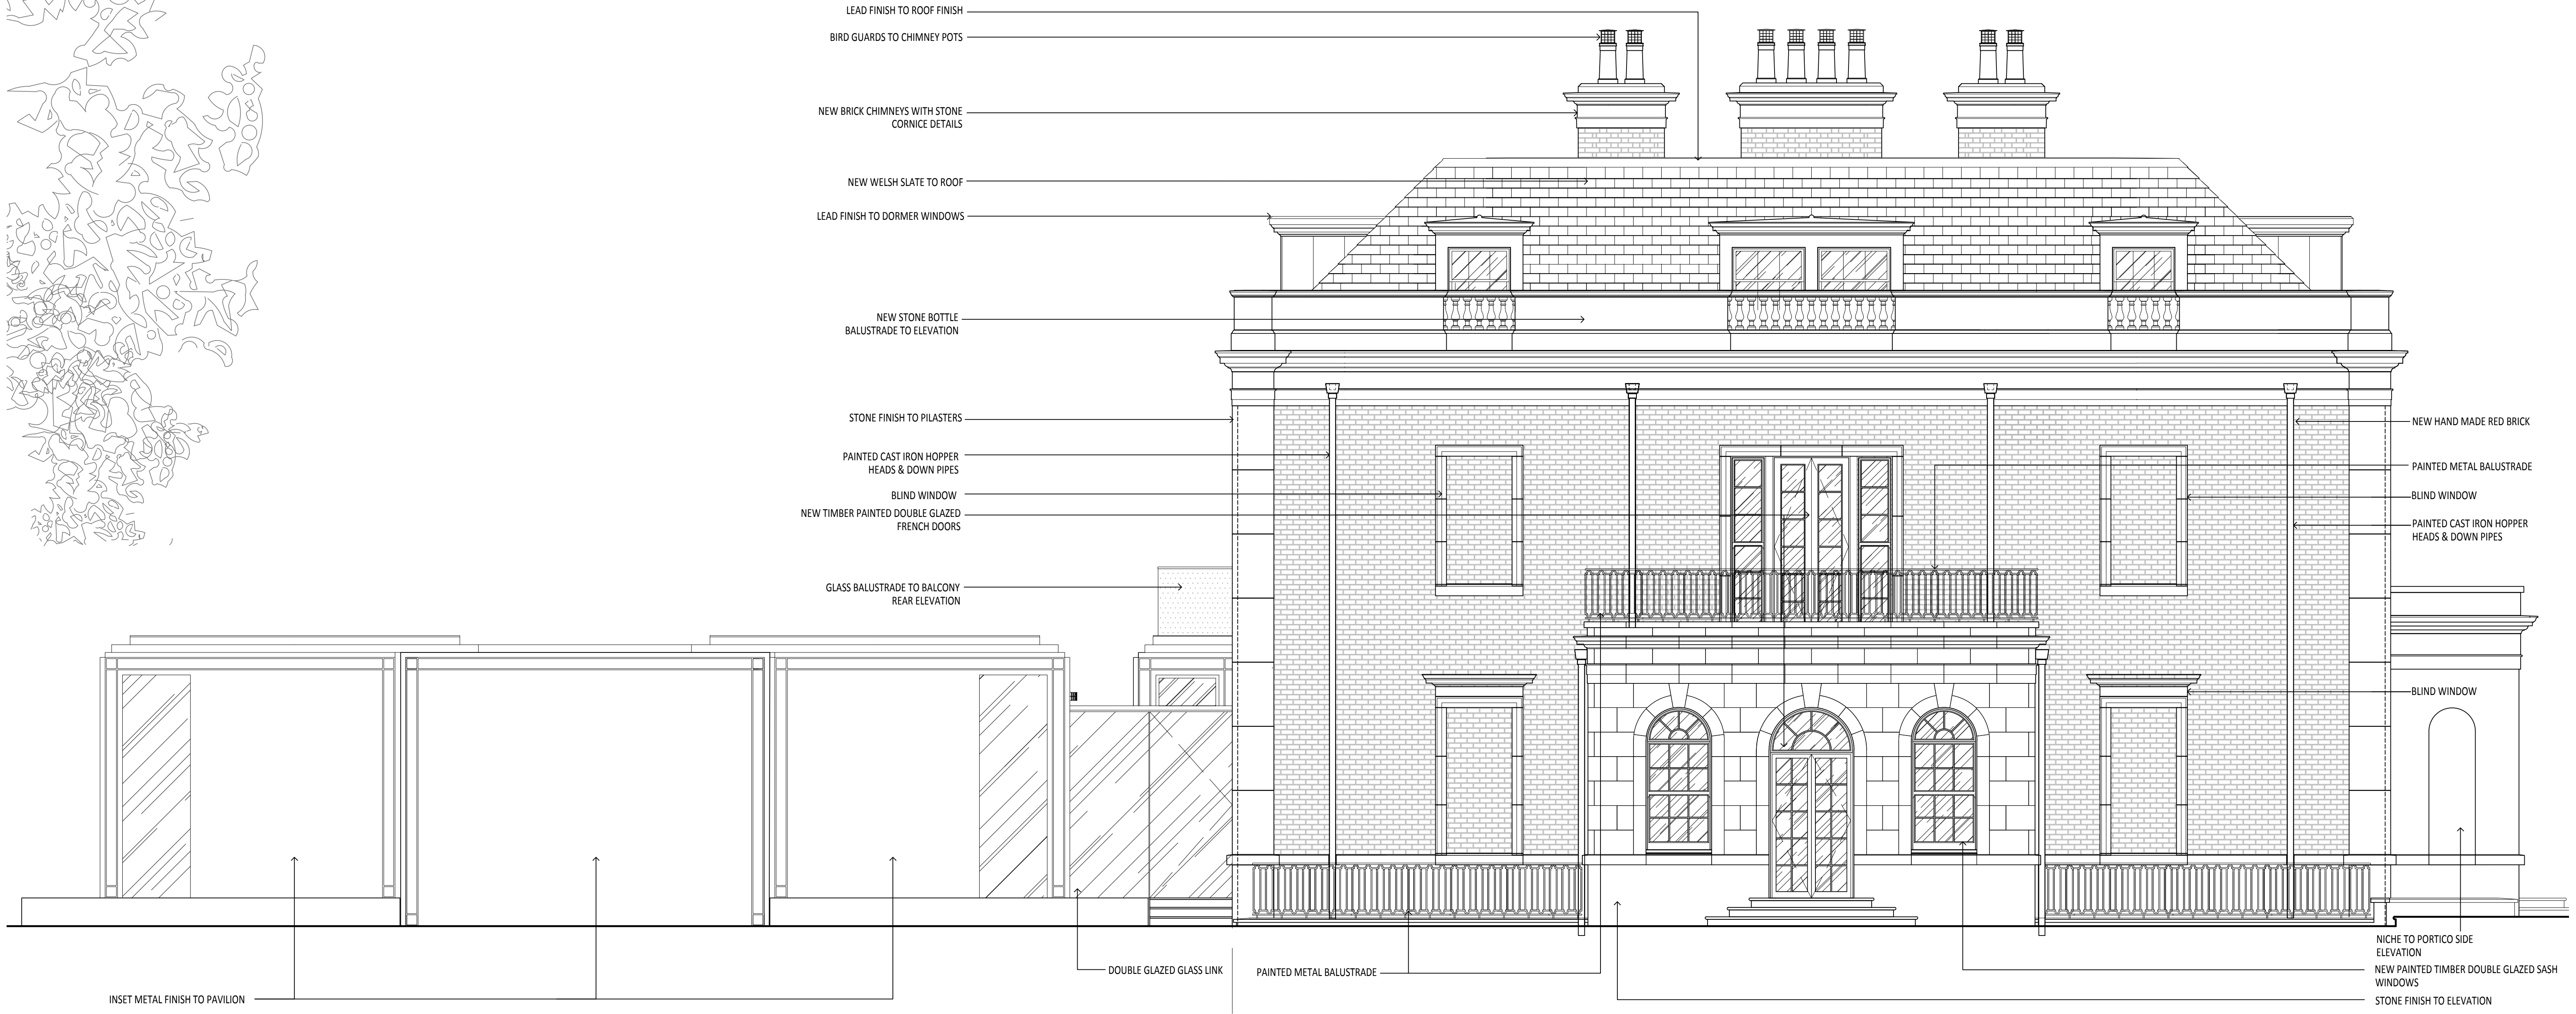 LEAD FINISH TO ROOF FINISH
BIRD GUARDS TO CHIMNEY POTS
NEW BRICK CHIMNEYS WITH STONE
CORNICE DETAILS
NEW WELSH SLATE TO ROOF
LEAD FINISH TO DORMER WINDOWS
NEW STONE BOTTLE
BALUSTRADE TO ELEVATION
STONE FINISH TO PILASTERS
PAINTED CAST IRON HOPPER
HEADS & DOWN PIPES
BLIND WINDOW
NEW TIMBER PAINTED DOUBLE GLAZED
FRENCH DOORS
GLASS BALUSTRADE TO BALCONY
REAR ELEVATION
NEW HAND MADE RED BRICK
PAINTED METAL BALUSTRADE
BLIND WINDOW
PAINTED CAST IRON HOPPER
HEADS & DOWN PIPES
BLIND WINDOW
NICHE TO PORTICO SIDE
ELEVATION
NEW PAINTED TIMBER DOUBLE GLAZED SASH
WINDOWS
STONE FINISH TO ELEVATION
DOUBLE GLAZED GLASS LINK
PAINTED METAL BALUSTRADE
INSET METAL FINISH TO PAVILION